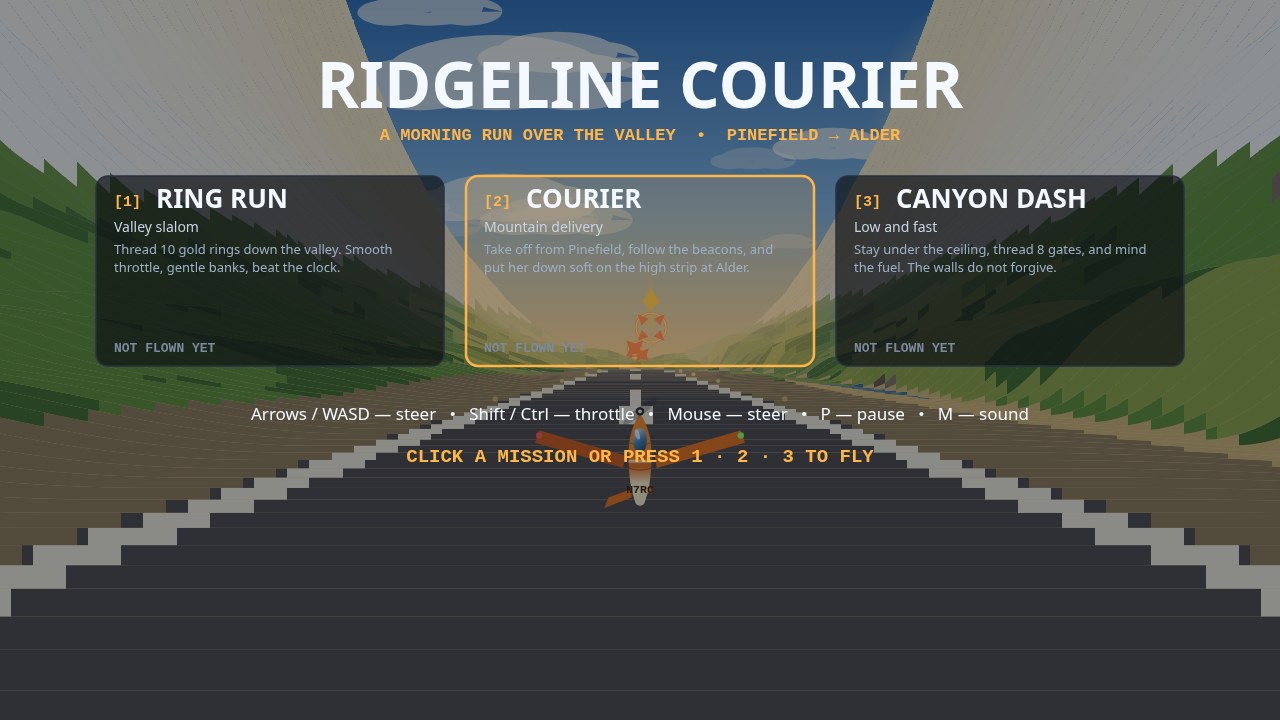 RIDGELINE COURIER
A MORNING RUN OVER THE VALLEY • PINEFIELD → ALDER
[1] RING RUN
Valley slalom
Thread 10 gold rings down the valley. Smooth
throttle, gentle banks, beat the clock.
NOT FLOWN YET
[2] COURIER
Mountain delivery
Take off from Pinefield, follow the beacons, and
put her down soft on the high strip at Alder.
NOT FLOWN YET
[3] CANYON DASH
Low and fast
Stay under the ceiling, thread 8 gates, and mind
the fuel. The walls do not forgive.
NOT FLOWN YET
Arrows / WASD — steer • Shift / Ctrl — throttle • Mouse — steer • P — pause • M — sound
CLICK A MISSION OR PRESS 1 · 2 · 3 TO FLY